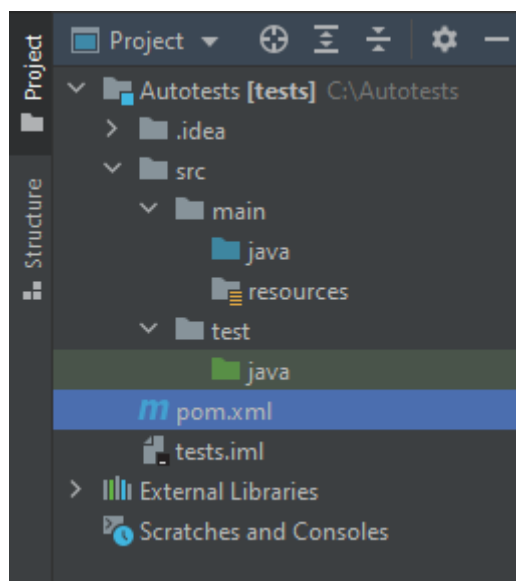 Project
Project
Structure
Autotests [tests] C:\Autotests
.idea
src
main
java
resources
test
java
pom.xml
tests.iml
External Libraries
Scratches and Consoles